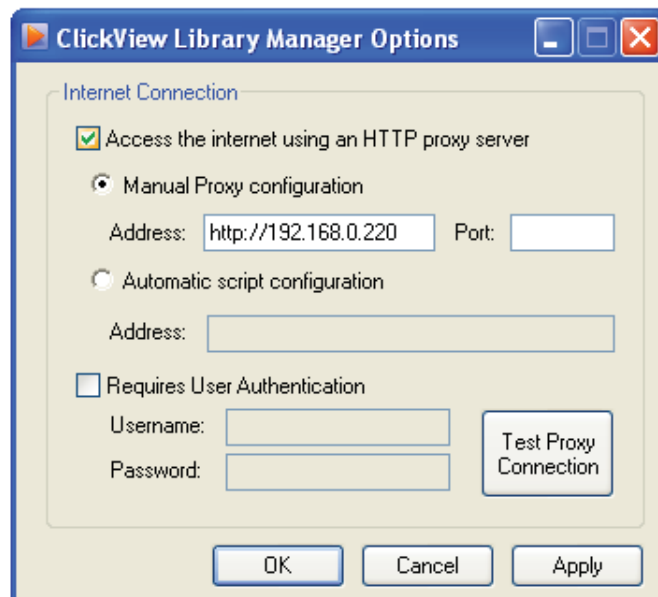 ClickView Library Manager Options
Internet Connection
Access the internet using an HTTP proxy server
Manual Proxy configuration
Address: http://192.168.0.220 Port:
Automatic script configuration
Address:
Requires User Authentication
Username:
Password:
Test Proxy
Connection
OK Cancel Apply